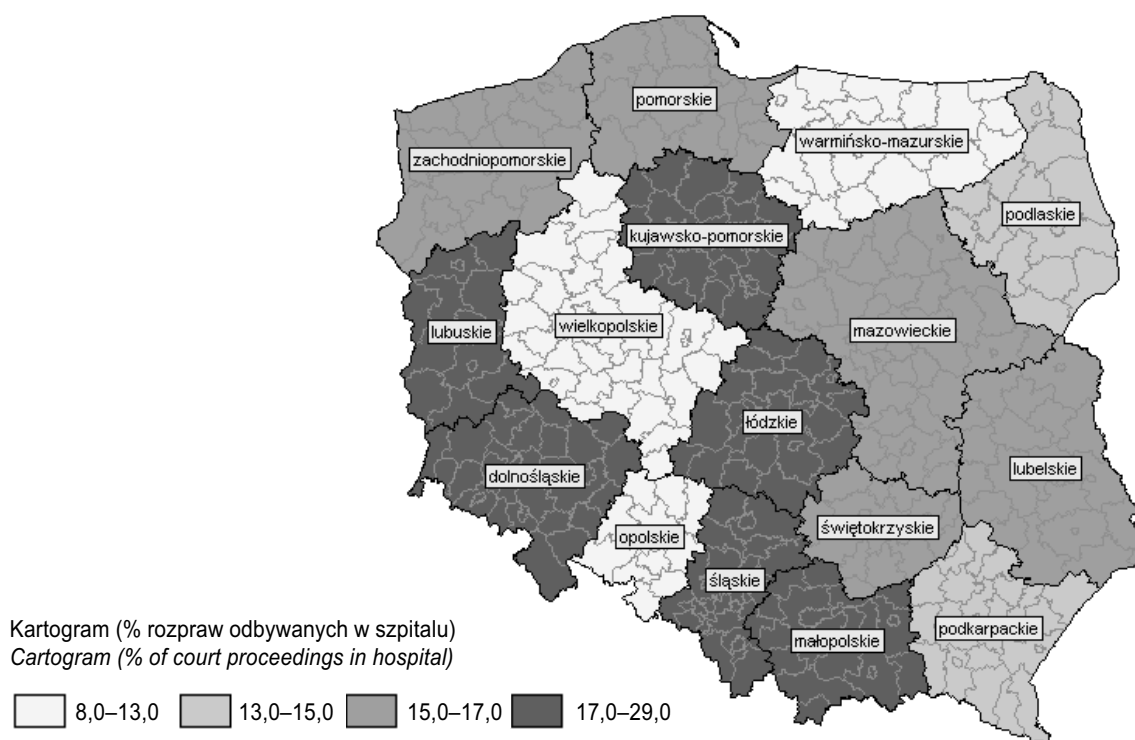 pomorskie
warmińsko-mazurskie
zachodniopomorskie
podlaskie
kujawsko-pomorskie
wielkopolskie
mazowieckie
lubuskie
łódzkie
lubelskie
dolnośląskie
świętokrzyskie
opolskie
śląskie
podkarpackie
małopolskie
Kartogram (% rozpraw odbywanych w szpitalu)
Cartogram (% of court proceedings in hospital)
8,0–13,0 13,0–15,0 15,0–17,0 17,0–29,0